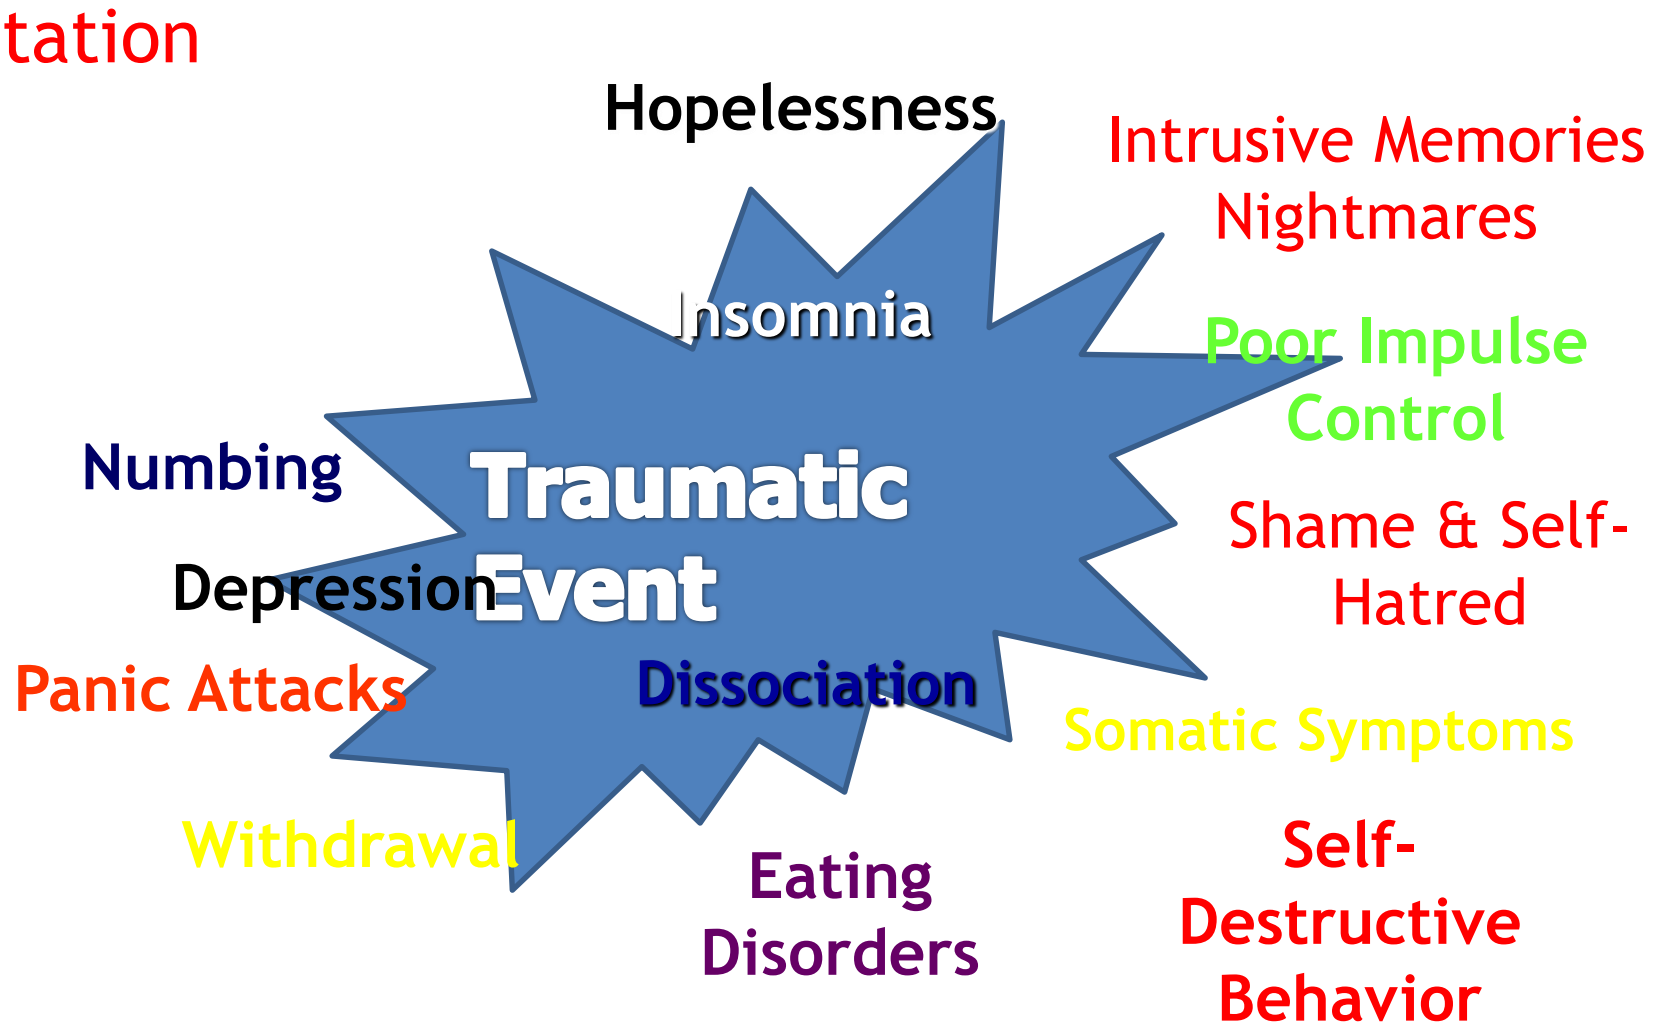 tation
Hopelessness
Intrusive Memories
Nightmares
Insomnia
Poor Impulse
Control
Numbing
Traumatic
Event
Shame & Self-
Hatred
Depression
Panic Attacks
Dissociation
Somatic Symptoms
Withdrawal
Eating
Disorders
Self-
Destructive
Behavior